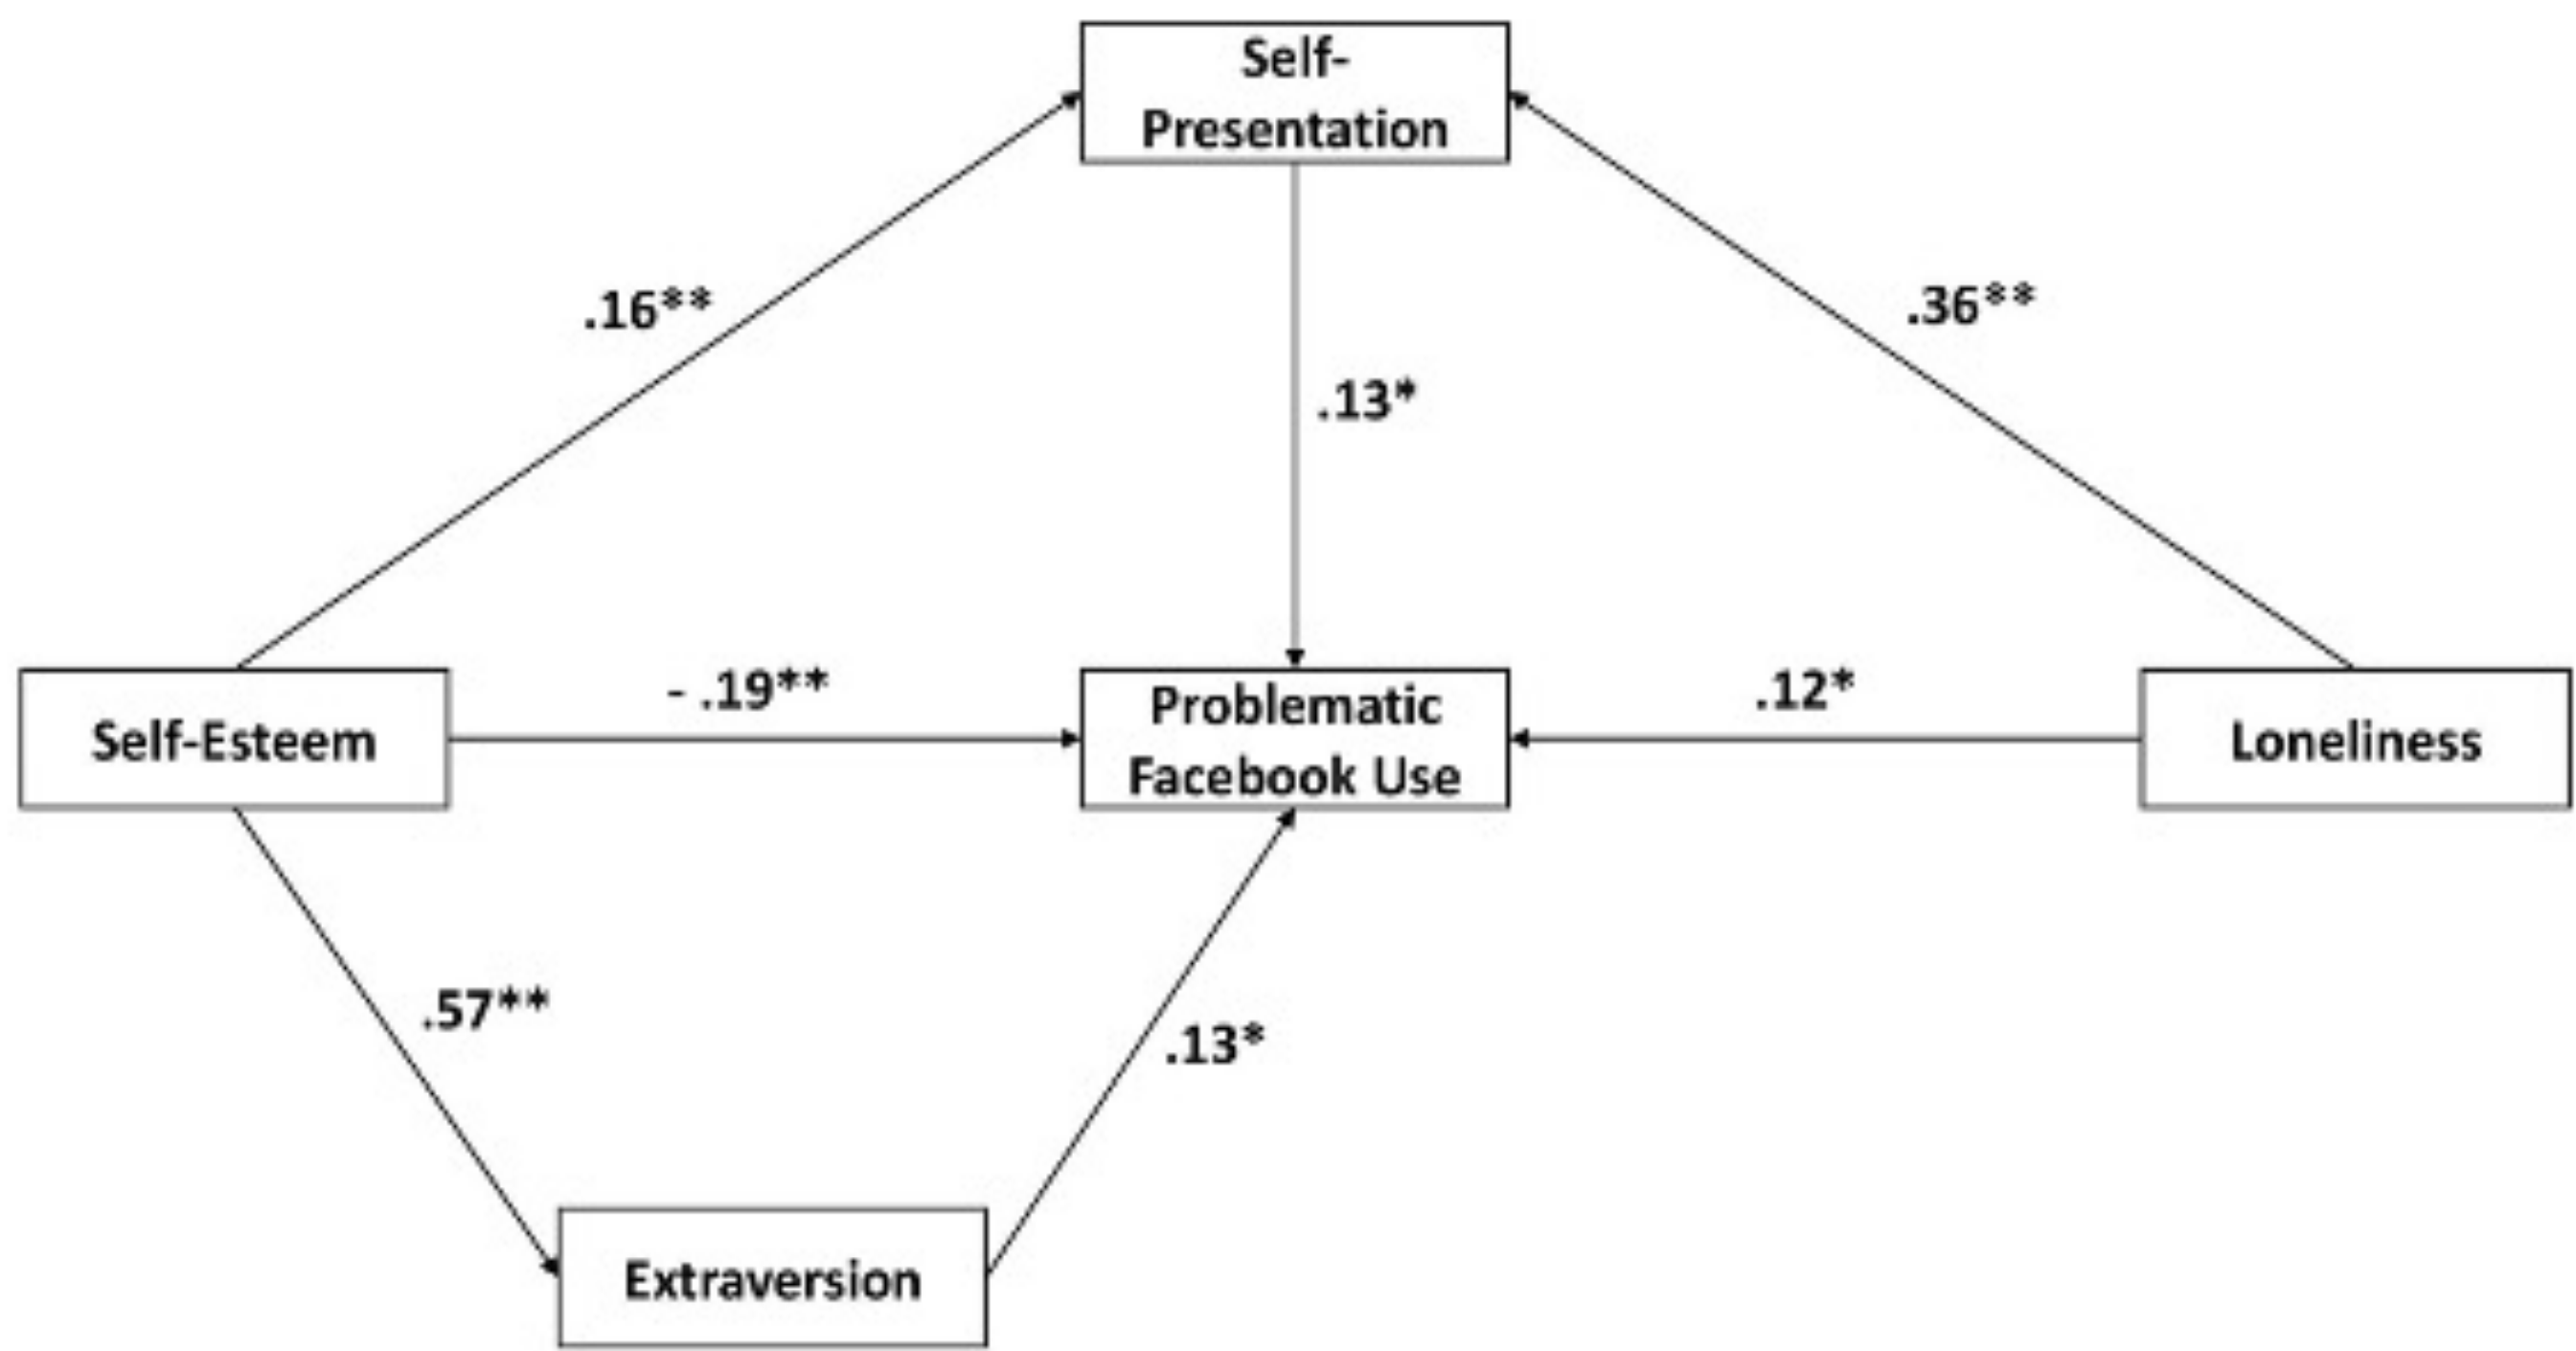 Self-
Presentation
.16**
.36**
.13*
Self-Esteem
- .19**
Problematic
Facebook Use
.12*
Loneliness
.57**
.13*
Extraversion